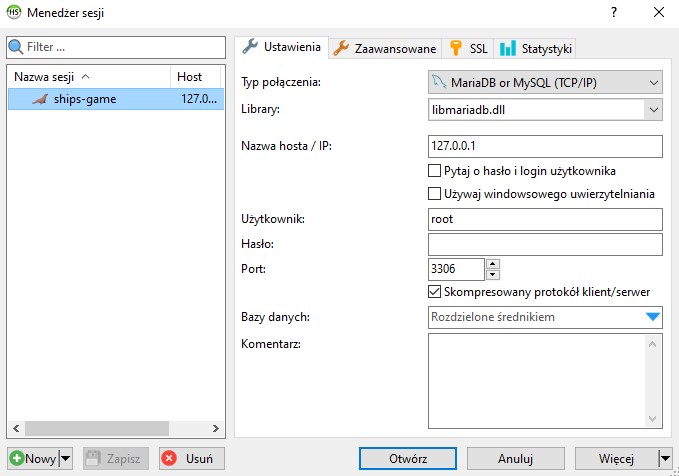 HS Menedżer sesji
Filter ...
Nazwa sesji Host
ships-game 127.0...
Ustawienia Zaawansowane SSL Statystyki
Typ połączenia: MariaDB or MySQL (TCP/IP)
Library: libmariadb.dll
Nazwa hosta / IP: 127.0.0.1
Pytaj o hasło i login użytkownika
Używaj windowsowego uwierzytelniania
Użytkownik: root
Hasło:
Port: 3306
Skompresowany protokół klient/serwer
Bazy danych: Rozdzielone średnikiem
Komentarz:
Nowy Zapisz Usuń Otwórz Anuluj Więcej